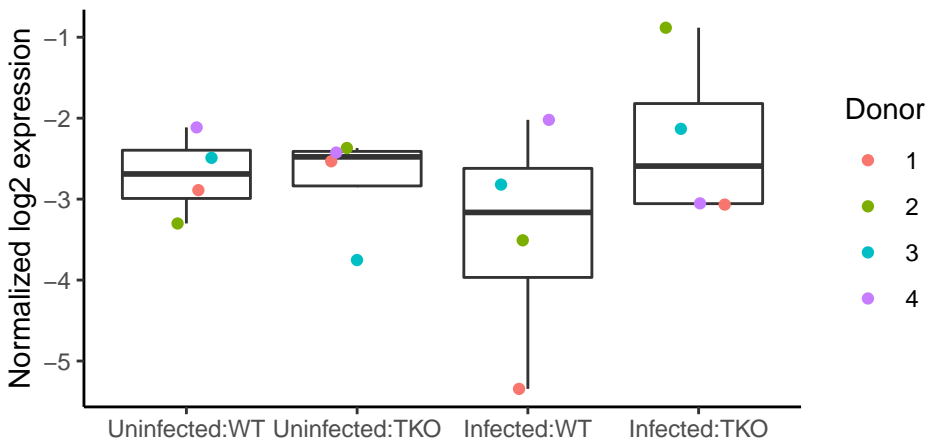 Normalized log2 expression
−1
−2
−3
−4
−5
Uninfected:WT
Uninfected:TKO
Infected:WT
Infected:TKO
Donor
1
2
3
4